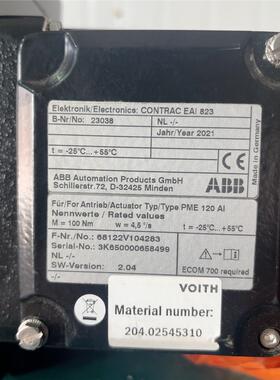 Elektronik/Electronics: CONTRAC EAI 823
B-Nr/No: 23038 NL -/-
Jahr/Year 2021
t = -25°C...+55°C
CE
Made in Germany
ABB Automation Products GmbH
Schillerstr.72, D-32425 Minden
ABB
Für/For Antrieb/Actuator Typ/Type PME 120 AI
Nennwerte / Rated values
M = 100 Nm w = 4,5 °/s
t = -25°C...+55°C
F-Nr./No.: 68122V104283
Serial-No.: 3K650000658499
NL -/-
SW-Version: 2.04
-/-
ECOM 700 required
VOITH
Material number:
204.02545310